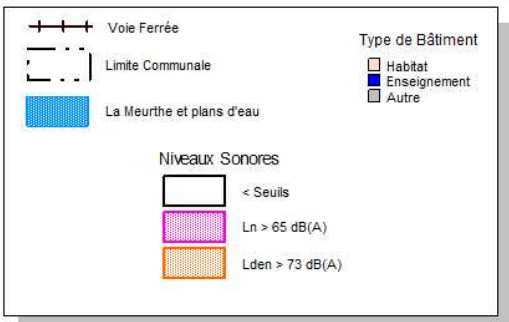 Voie Ferrée
Limite Communale
La Meurthe et plans d'eau
Type de Bâtiment
Habitat
Enseignement
Autre
Niveaux Sonores
< Seuils
Ln > 65 dB(A)
Lden > 73 dB(A)